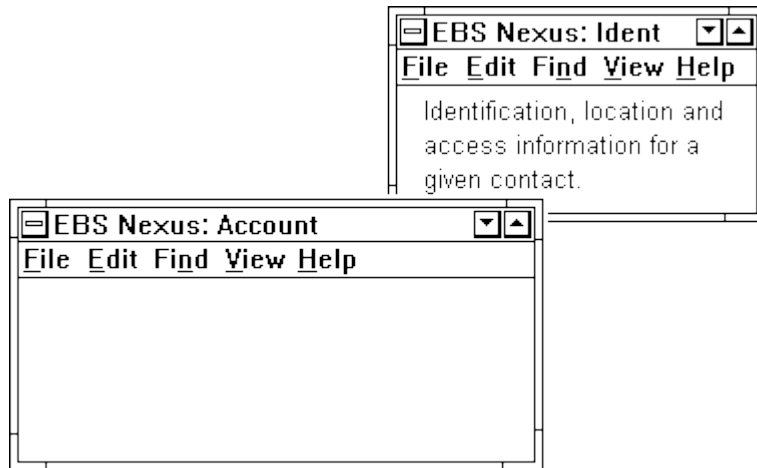 EBS Nexus: Ident
File Edit Find View Help
Identification, location and
access information for a
given contact.
EBS Nexus: Account
File Edit Find View Help